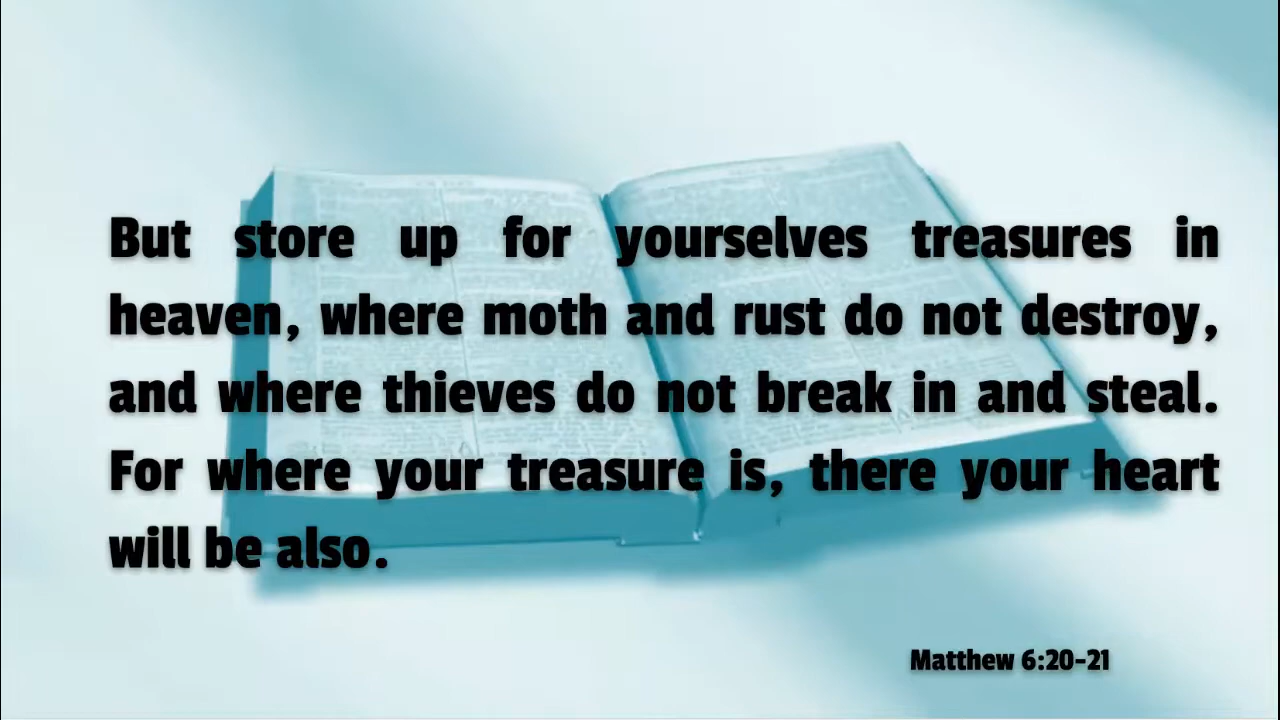 But store up for yourselves treasures in
heaven, where moth and rust do not destroy,
and where thieves do not break in and steal.
For where your treasure is, there your heart
will be also.
Matthew 6:20-21